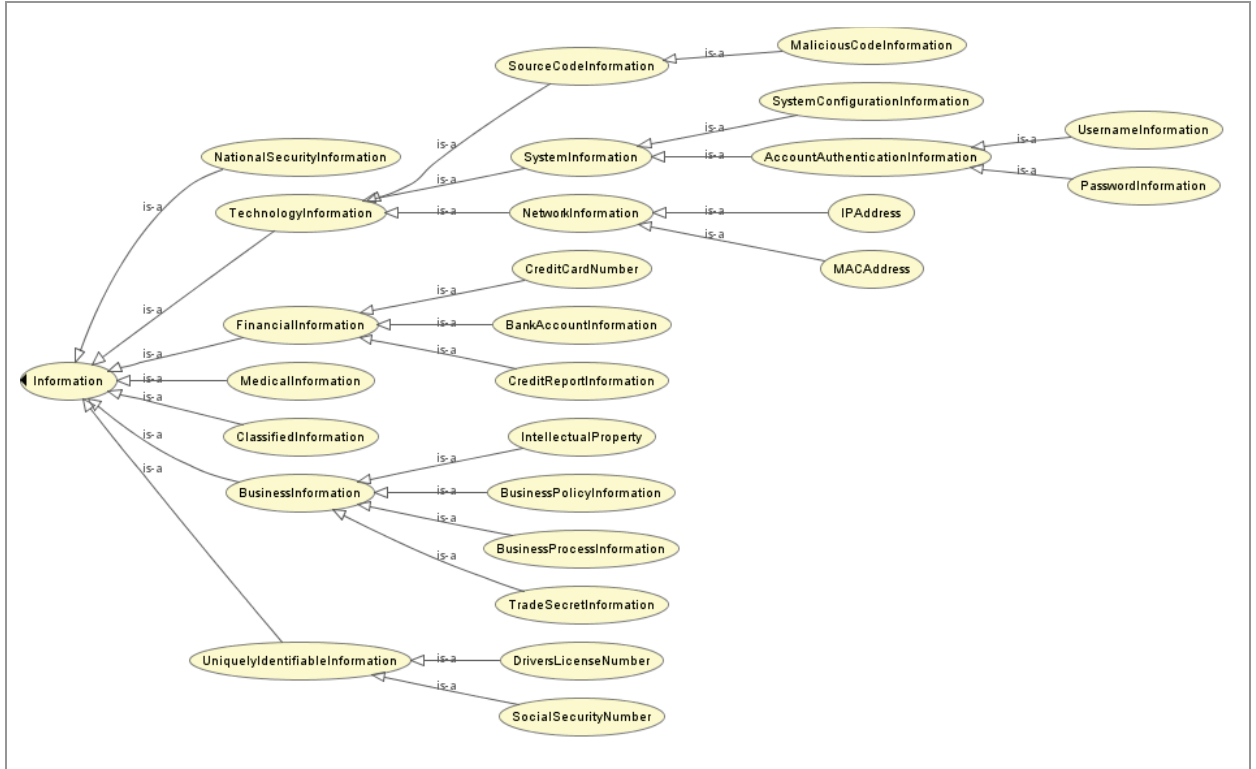 MaliciousCodeInformation
is-a
SourceCodeInformation
SystemConfigurationInformation
is-a
UsernameInformation
is-a
is-a
NationalSecurityInformation
SystemInformation
is-a
AccountAuthenticationInformation
is-a
is-a
PasswordInformation
is-a
TechnologyInformation
is-a
NetworkInformation
is-a
IPAddress
is-a
MACAddress
CreditCardNumber
is-a
is-a
FinancialInformation
is-a
BankAccountInformation
is-a
is-a
Information
is-a
MedicalInformation
CreditReportInformation
is-a
ClassifiedInformation
IntellectualProperty
is-a
is-a
is-a
BusinessInformation
is-a
BusinessPolicyInformation
is-a
BusinessProcessInformation
is-a
TradeSecretInformation
UniquelyIdentifiableInformation
is-a
DriversLicenseNumber
is-a
SocialSecurityNumber